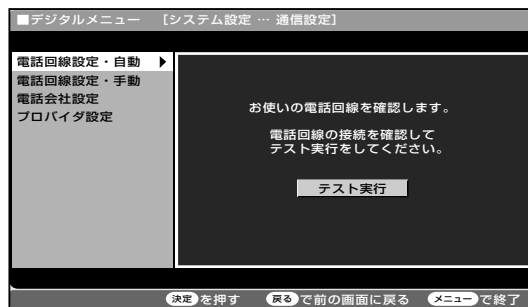 ■デジタルメニュー [システム設定 … 通信設定]
電話回線設定・自動 ▶
電話回線設定・手動
電話会社設定
プロバイダ設定
お使いの電話回線を確認します。
電話回線の接続を確認して
テスト実行をしてください。
テスト実行
決定 を押す 戻る で前の画面に戻る メニュー で終了